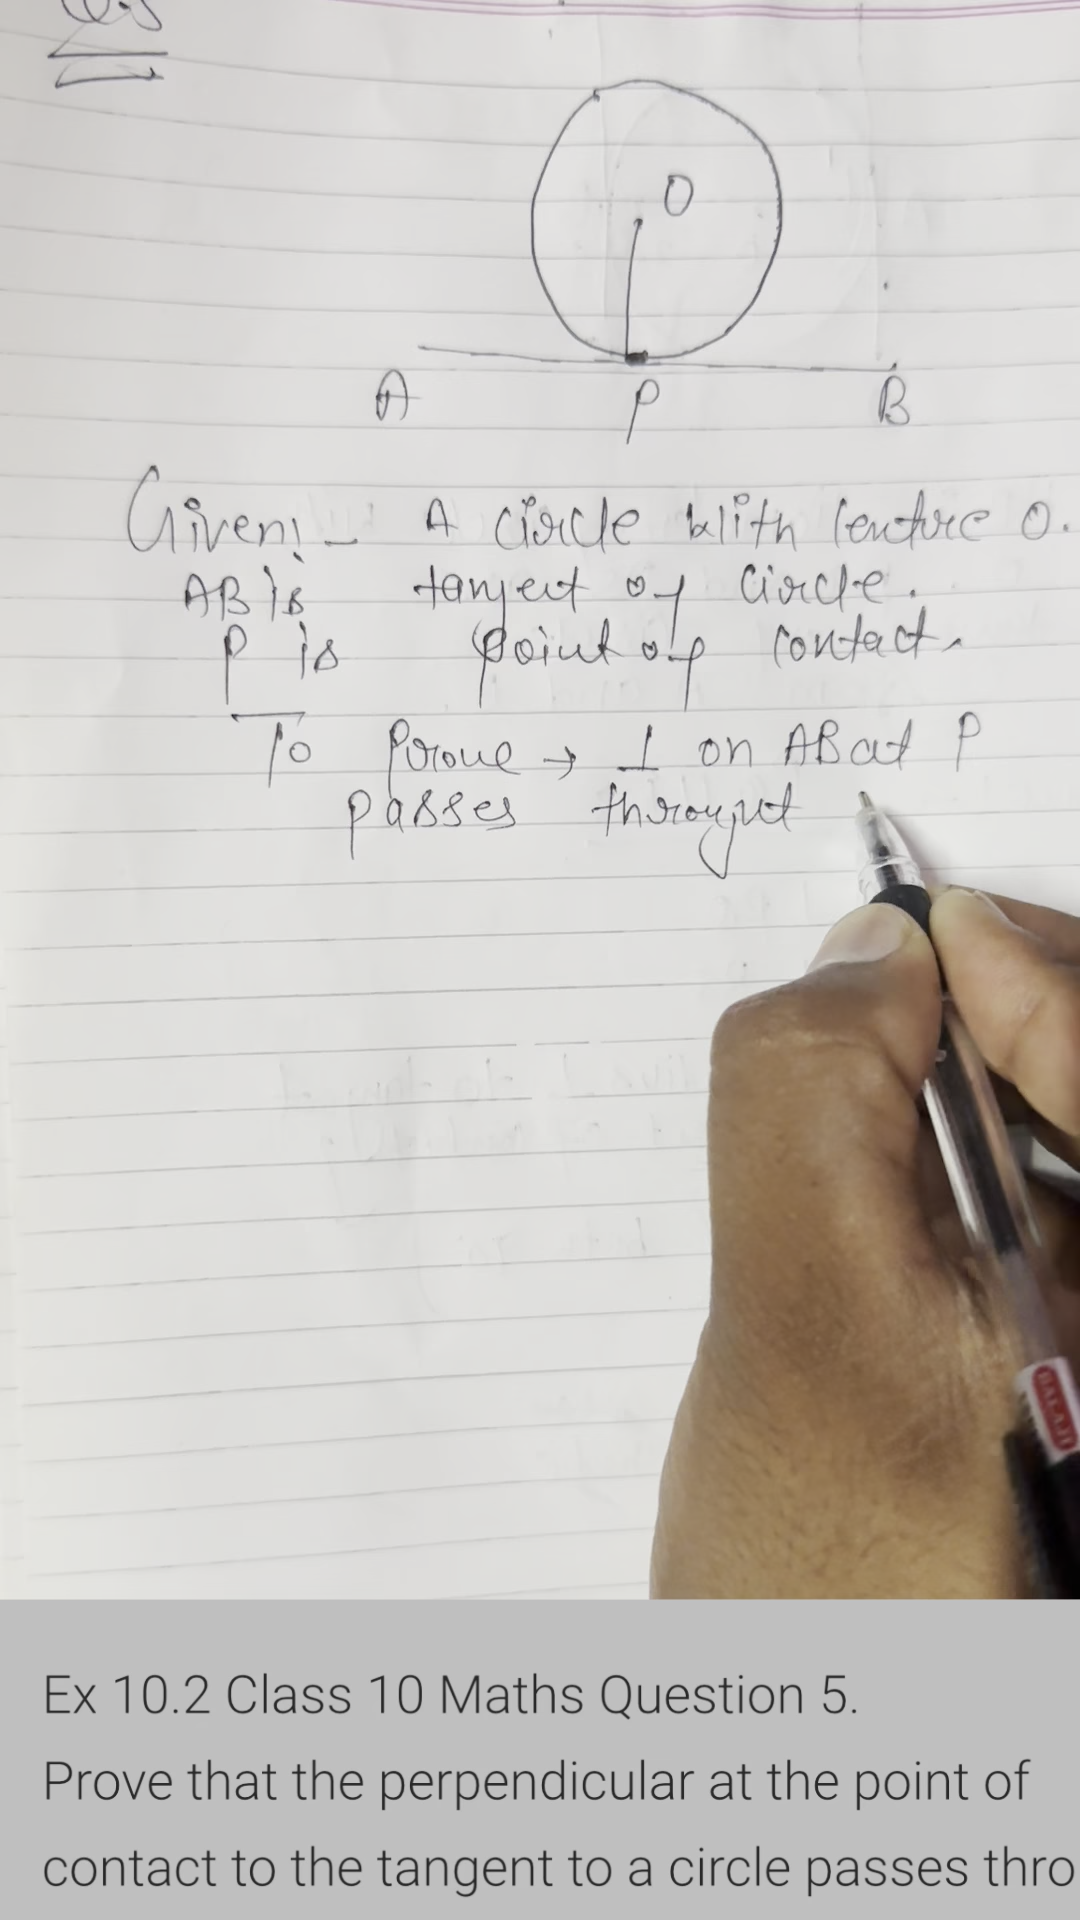 Q.5
O
A P B
Given:- A circle with centre O.
AB is tangent of circle.
P is point of contact.
To Prove → ⊥ on AB at P
passes through
Ex 10.2 Class 10 Maths Question 5.
Prove that the perpendicular at the point of
contact to the tangent to a circle passes thro